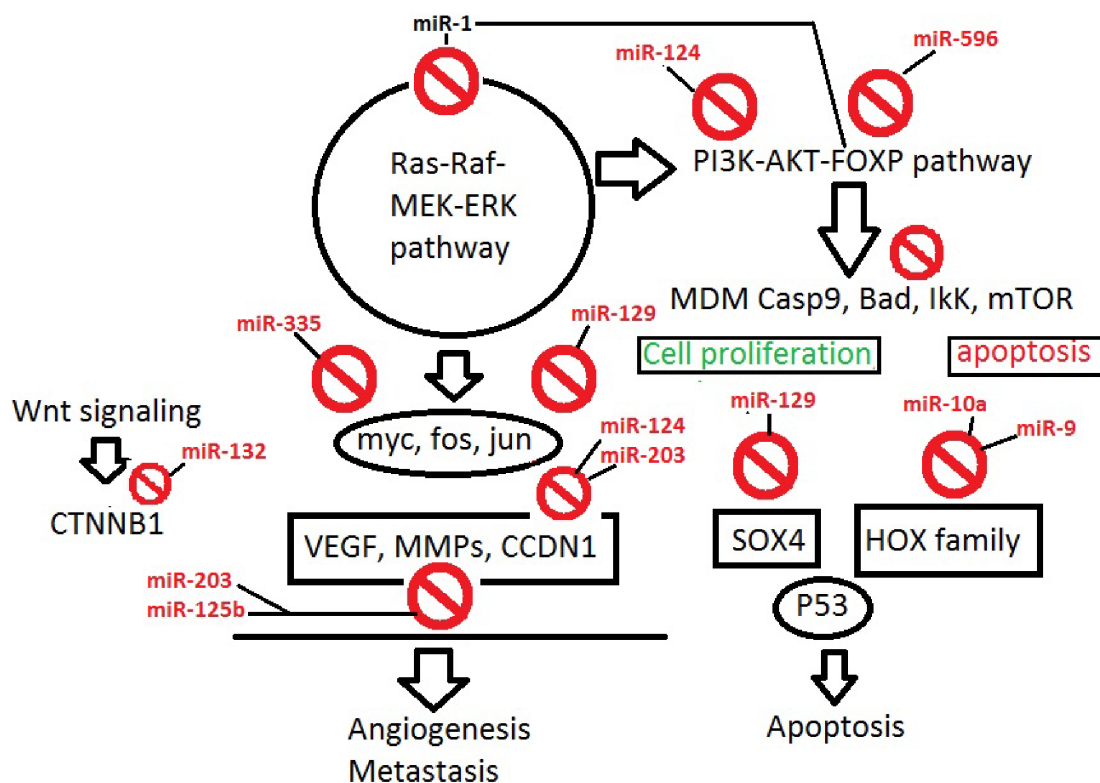 miR-1
miR-124
miR-596
Ras-Raf-
MEK-ERK
pathway
PI3K-AKT-FOXP pathway
MDM Casp9, Bad, IkK, mTOR
miR-335
miR-129
Cell proliferation
apoptosis
Wnt signaling
miR-132
CTNNB1
myc, fos, jun
miR-124
miR-203
miR-129
miR-10a
miR-9
VEGF, MMPs, CCDN1
SOX4
HOX family
miR-203
miR-125b
P53
Angiogenesis
Metastasis
Apoptosis